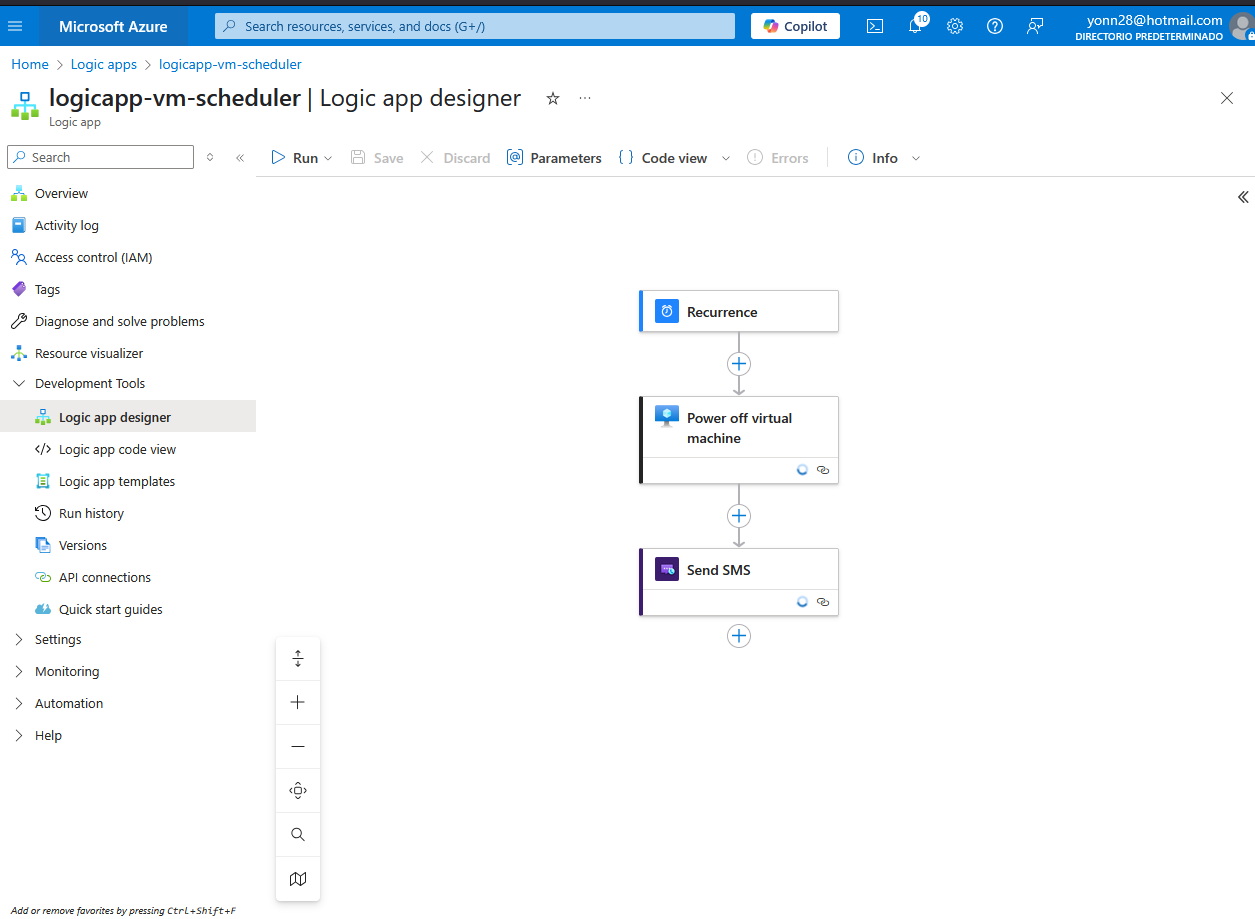 Microsoft Azure
Search resources, services, and docs (G+/)
Copilot
10
yonn28@hotmail.com
DIRECTORIO PREDETERMINADO
Home > Logic apps > logicapp-vm-scheduler
logicapp-vm-scheduler | Logic app designer
Logic app
Search
Run
Save
Discard
Parameters
Code view
Errors
Info
Overview
Activity log
Access control (IAM)
Tags
Diagnose and solve problems
Resource visualizer
Development Tools
Logic app designer
Logic app code view
Logic app templates
Run history
Versions
API connections
Quick start guides
Settings
Monitoring
Automation
Help
Add or remove favorites by pressing Ctrl+Shift+F
Recurrence
Power off virtual
machine
Send SMS